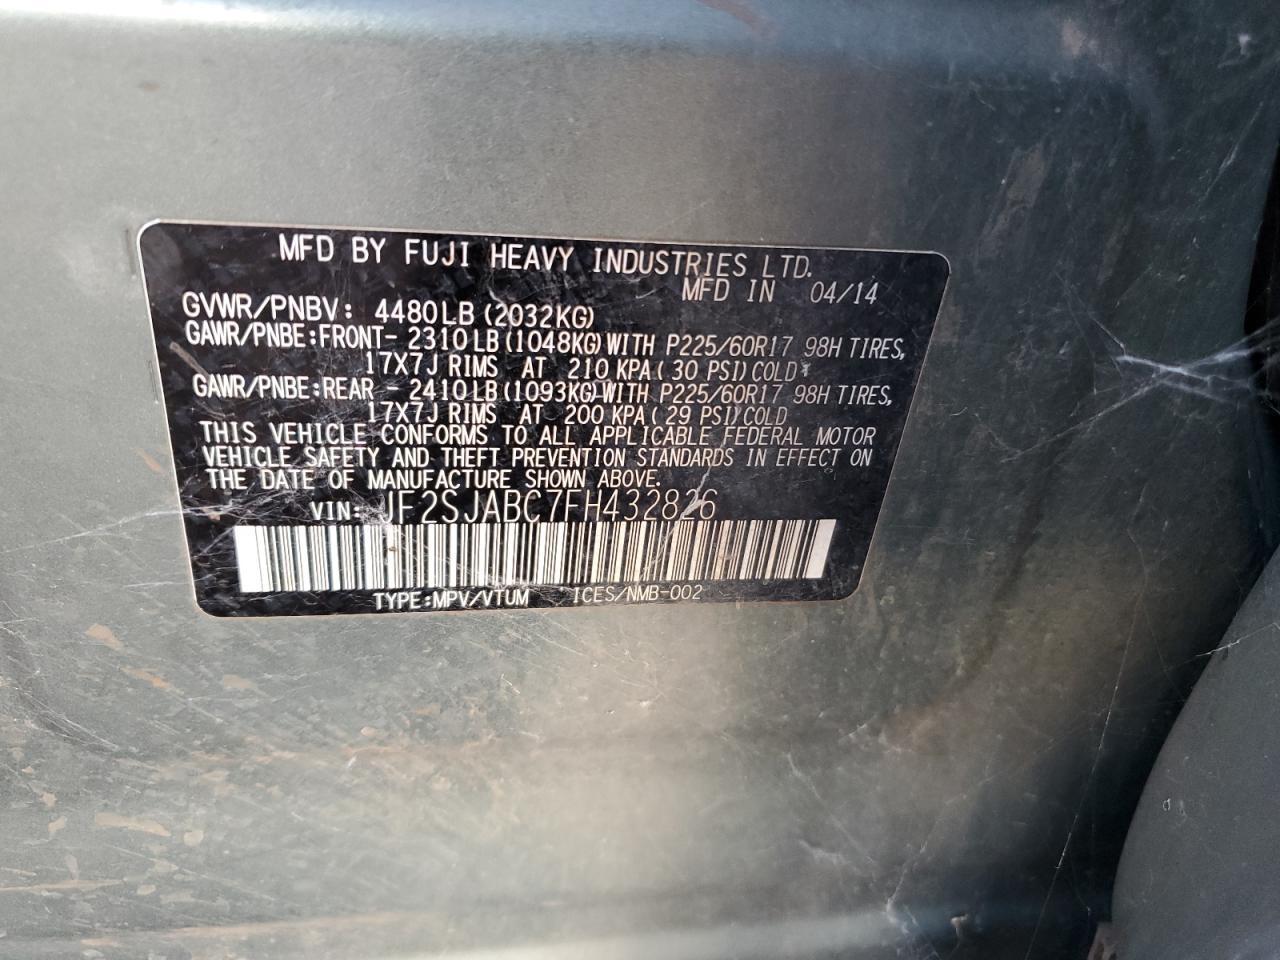 MFD BY FUJI HEAVY INDUSTRIES LTD.
MFD IN 04/14
GVWR/PNBV: 4480LB (2032KG)
GAWR/PNBE:FRONT- 2310LB (1048KG) WITH P225/60R17 98H TIRES,
17X7J RIMS AT 210 KPA ( 30 PSI) COLD
GAWR/PNBE:REAR - 2410LB (1093KG) WITH P225/60R17 98H TIRES,
17X7J RIMS AT 200 KPA ( 29 PSI) COLD
THIS VEHICLE CONFORMS TO ALL APPLICABLE FEDERAL MOTOR
VEHICLE SAFETY AND THEFT PREVENTION STANDARDS IN EFFECT ON
THE DATE OF MANUFACTURE SHOWN ABOVE.
VIN: JF2SJABC7FH432826
TYPE:MPV/VTUM ICES/NMB-002